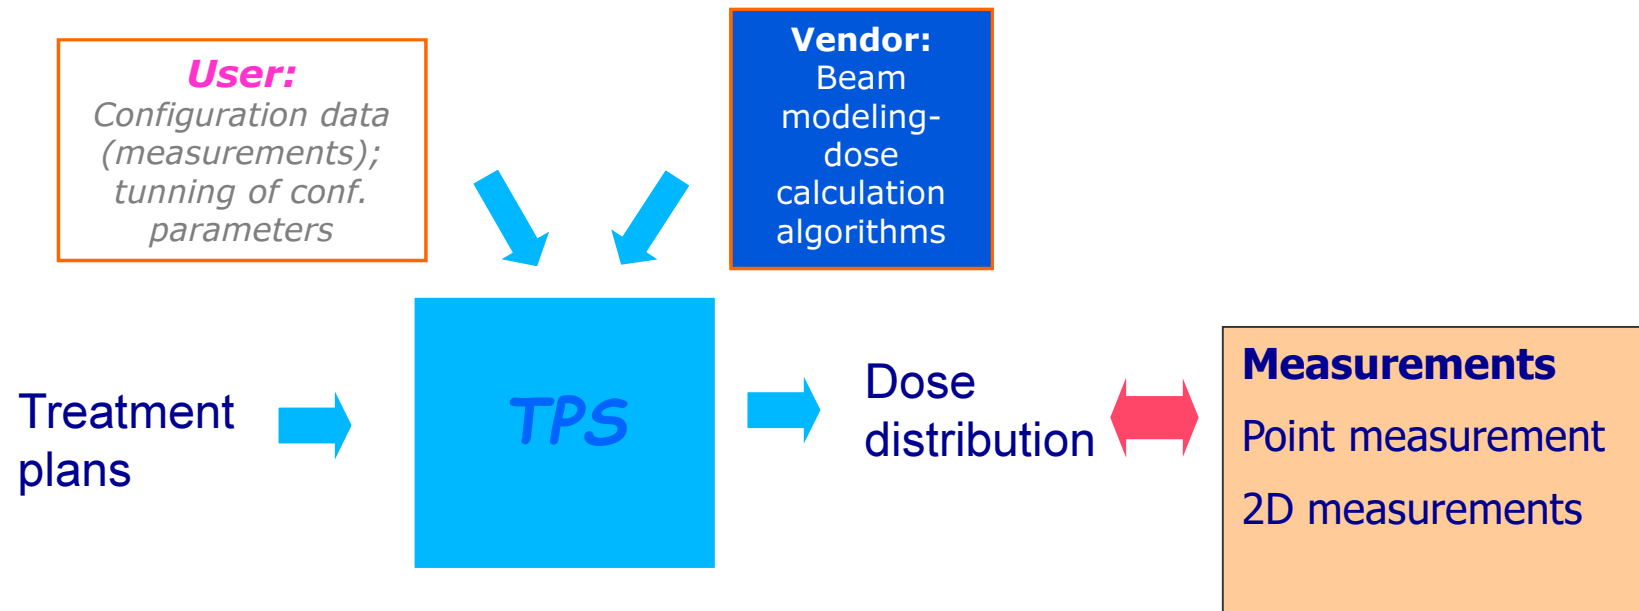 User:
Configuration data
(measurements);
tunning of conf.
parameters
Vendor:
Beam
modeling-
dose
calculation
algorithms
Treatment
plans
TPS
Dose
distribution
Measurements
Point measurement
2D measurements